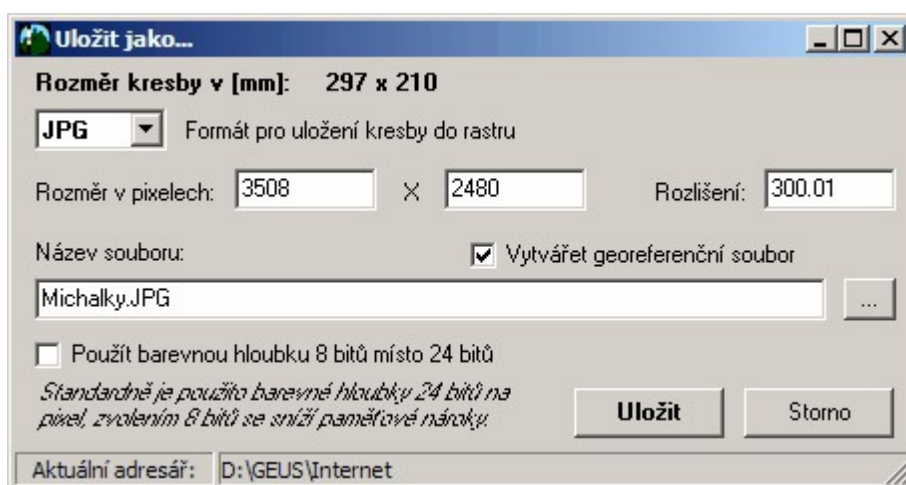 Uložit jako...
Rozměr kresby v [mm]: 297 x 210
JPG Formát pro uložení kresby do rastru
Rozměr v pixelech: 3508 X 2480 Rozlišení: 300.01
Název souboru: Vytvářet georeferenční soubor
Michalky.JPG ...
Použít barevnou hloubku 8 bitů místo 24 bitů
Standardně je použito barevné hloubky 24 bitů na
pixel, zvolením 8 bitů se sníží paměťové nároky.
Uložit Storno
Aktuální adresář: D:\GEUS\Internet